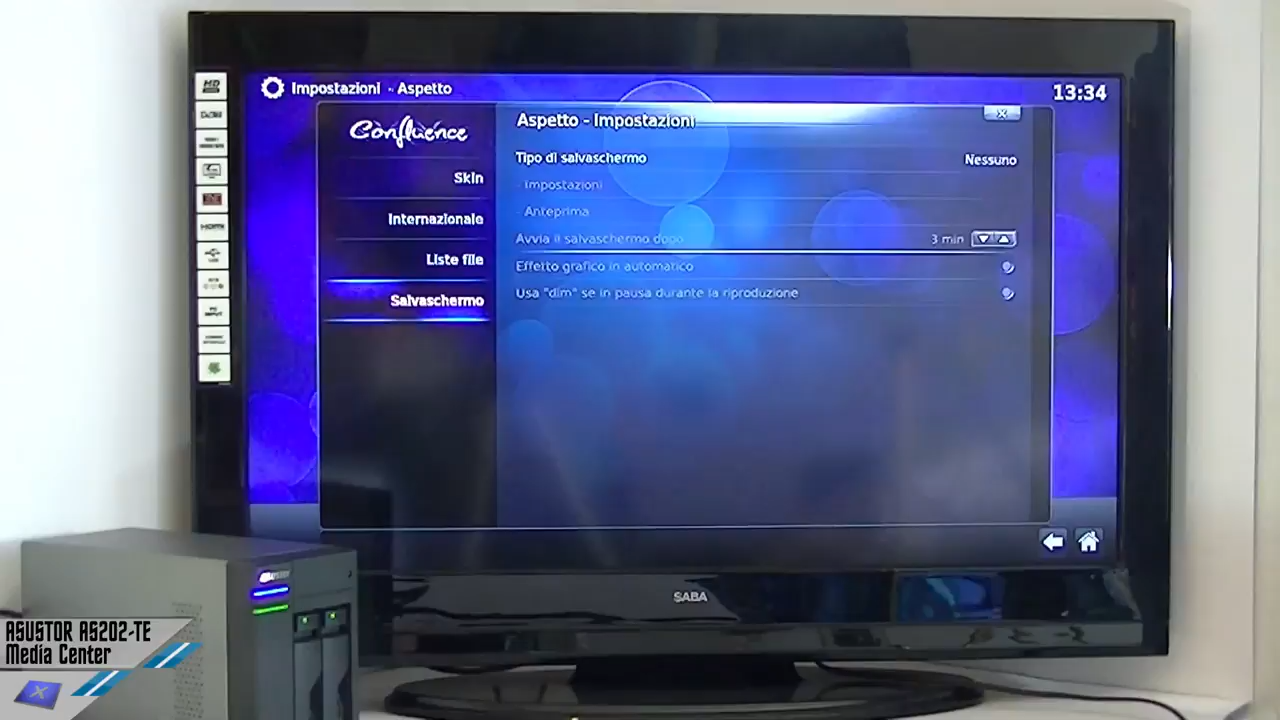 Impostazioni - Aspetto
13:34
Confluence
Skin
Internazionale
Liste file
Salvaschermo
Aspetto - Impostazioni
Tipo di salvaschermo Nessuno
- Impostazioni
- Anteprima
Avvia il salvaschermo dopo 3 min
Effetto grafico in automatico
Usa "dim" se in pausa durante la riproduzione
HD
HDMI
SABA
ASUSTOR AS202-TE
Media Center